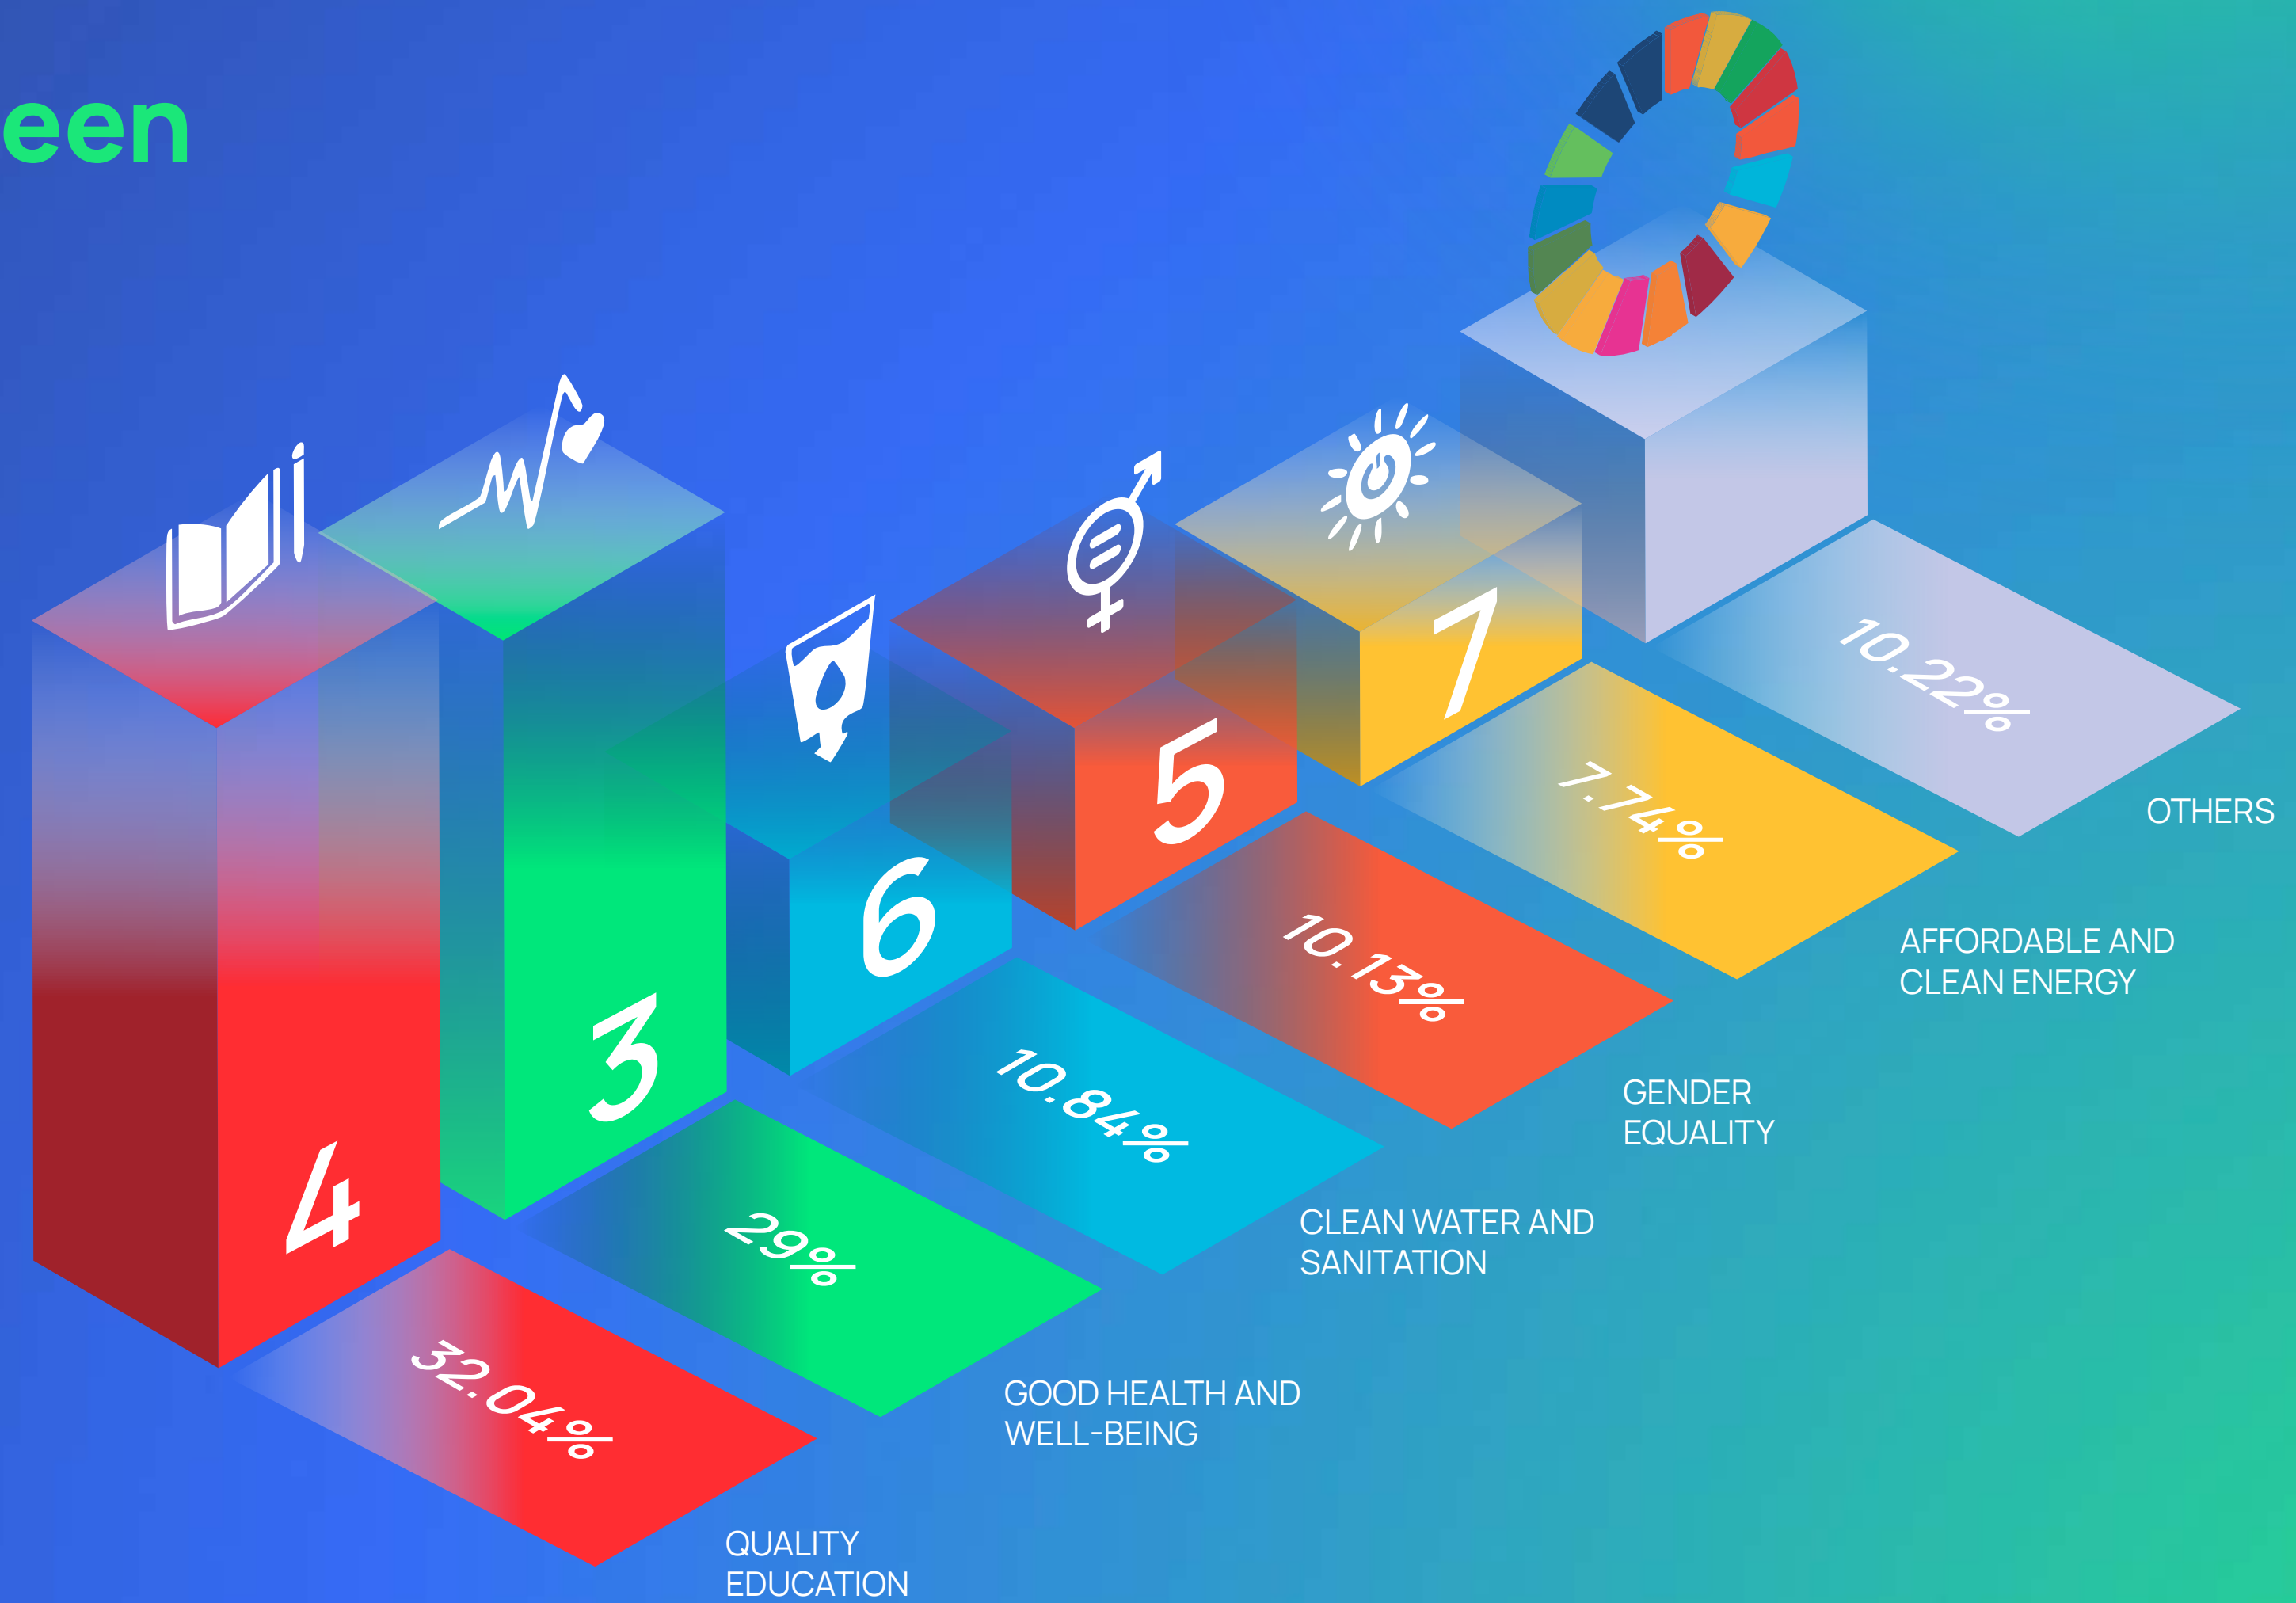 een
4
3
6
5
7
32.04%
QUALITY
EDUCATION
29%
GOOD HEALTH AND
WELL-BEING
10.84%
CLEAN WATER AND
SANITATION
10.13%
GENDER
EQUALITY
7.74%
AFFORDABLE AND
CLEAN ENERGY
10.22%
OTHERS